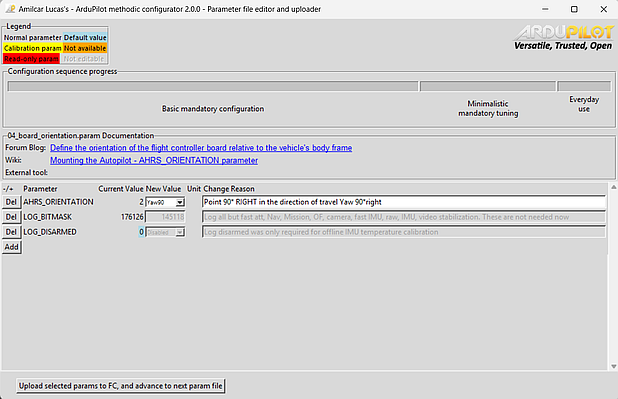 Amilcar Lucas's - ArduPilot methodic configurator 2.0.0 - Parameter file editor and uploader
Legend
Normal parameter Default value
Calibration param Not available
Read-only param Not editable
ARDUPILOT
Versatile, Trusted, Open
Configuration sequence progress
Basic mandatory configuration
Minimalistic
mandatory tuning
Everyday
use
04_board_orientation.param Documentation
Forum Blog: Define the orientation of the flight controller board relative to the vehicle's body frame
Wiki: Mounting the Autopilot - AHRS_ORIENTATION parameter
External tool:
-/+ Parameter Current Value New Value Unit Change Reason
Del AHRS_ORIENTATION 2 Yaw90 Point 90* RIGHT in the direction of travel Yaw 90*right
Del LOG_BITMASK 176126 145118 Log all but fast att, Nav, Mission, OF, camera, fast IMU, raw, IMU, video stabilization. These are not needed now
Del LOG_DISARMED 0 Disabled Log disarmed was only required for offline IMU temperature calibration
Add
Upload selected params to FC, and advance to next param file